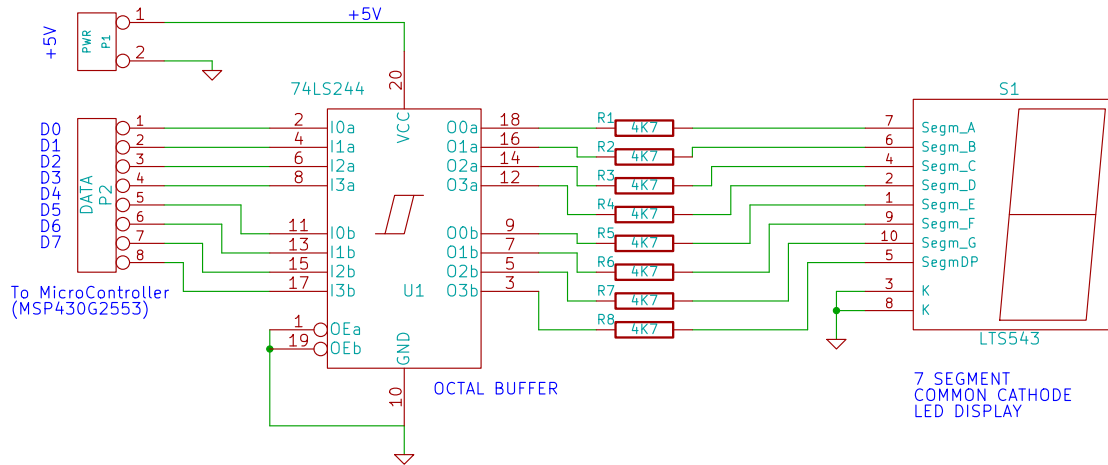 +5V
PWR
P1
1
2
+5V
D0
D1
D2
D3
D4
D5
D6
D7
DATA
P2
1
2
3
4
5
6
7
8
To MicroController
(MSP430G2553)
74LS244
20
VCC
2 I0a O0a 18
4 I1a O1a 16
6 I2a O2a 14
8 I3a O3a 12
11 I0b O0b 9
13 I1b O1b 7
15 I2b O2b 5
17 I3b O3b 3
U1
1 OEa
19 OEb
GND
10
OCTAL BUFFER
R1 4K7
R2 4K7
R3 4K7
R4 4K7
R5 4K7
R6 4K7
R7 4K7
R8 4K7
S1
7 Segm_A
6 Segm_B
4 Segm_C
2 Segm_D
1 Segm_E
9 Segm_F
10 Segm_G
5 SegmDP
3 K
8 K
LTS543
7 SEGMENT
COMMON CATHODE
LED DISPLAY